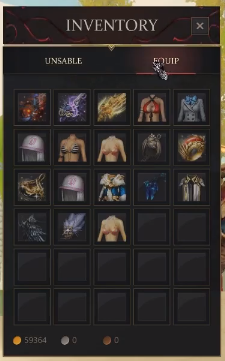 INVENTORY
UNSABLE EQUIP
59364 0 0